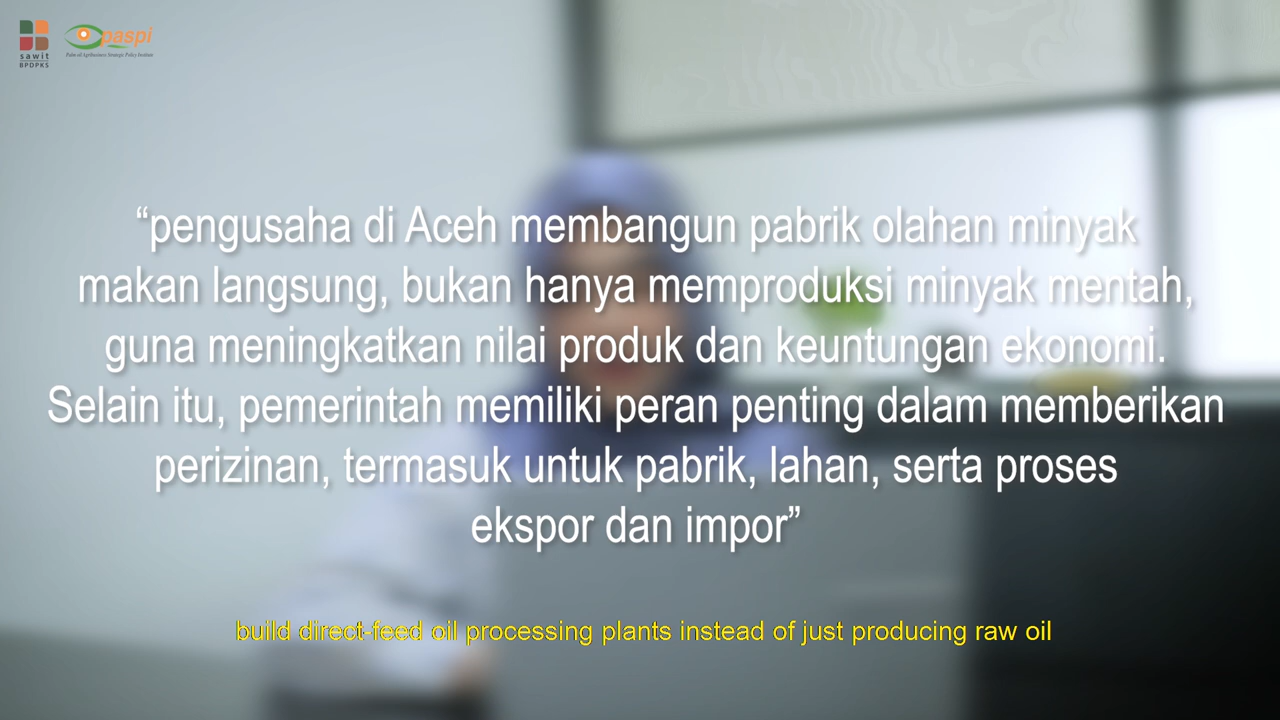 sawit
BPDPKS
paspi
Palm oil Agribusiness Strategic Policy Institute
“pengusaha di Aceh membangun pabrik olahan minyak
makan langsung, bukan hanya memproduksi minyak mentah,
guna meningkatkan nilai produk dan keuntungan ekonomi.
Selain itu, pemerintah memiliki peran penting dalam memberikan
perizinan, termasuk untuk pabrik, lahan, serta proses
ekspor dan impor”
build direct-feed oil processing plants instead of just producing raw oil